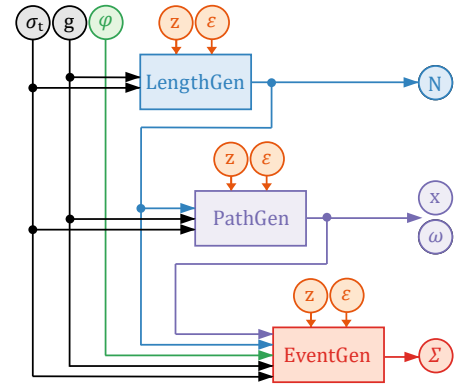 σt g φ z ε
LengthGen N
z ε
PathGen x
ω
z ε
EventGen Σ